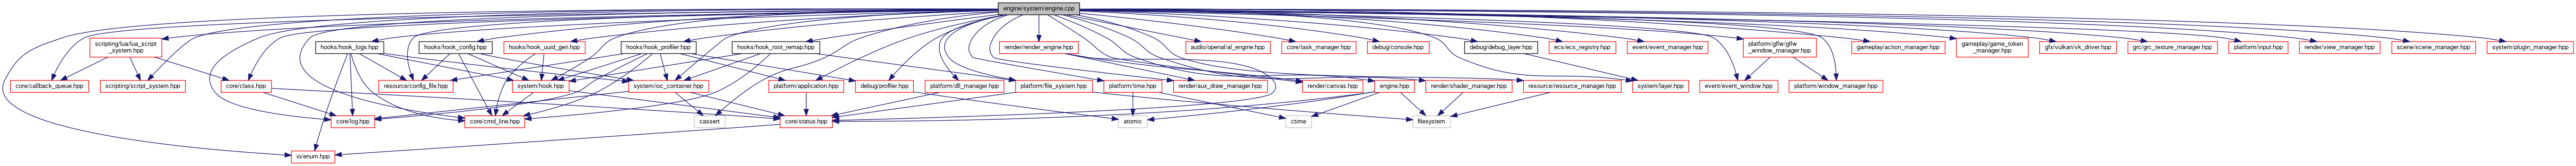 engine/system/engine.cpp
scripting/lua/lua_script
_system.hpp
hooks/hook_logs.hpp
hooks/hook_config.hpp
hooks/hook_uuid_gen.hpp
hooks/hook_profiler.hpp
hooks/hook_root_remap.hpp
render/render_engine.hpp
audio/openal/al_engine.hpp
core/task_manager.hpp
debug/console.hpp
debug/debug_layer.hpp
ecs/ecs_registry.hpp
event/event_manager.hpp
platform/glfw/glfw
_window_manager.hpp
gameplay/action_manager.hpp
gameplay/game_token
_manager.hpp
gfx/vulkan/vk_driver.hpp
grc/grc_texture_manager.hpp
platform/input.hpp
render/view_manager.hpp
scene/scene_manager.hpp
system/plugin_manager.hpp
core/callback_queue.hpp
scripting/script_system.hpp
core/class.hpp
resource/config_file.hpp
system/hook.hpp
system/ioc_container.hpp
platform/application.hpp
debug/profiler.hpp
platform/dll_manager.hpp
platform/file_system.hpp
platform/time.hpp
render/aux_draw_manager.hpp
render/canvas.hpp
engine.hpp
render/shader_manager.hpp
resource/resource_manager.hpp
system/layer.hpp
event/event_window.hpp
platform/window_manager.hpp
core/log.hpp
core/cmd_line.hpp
cassert
core/status.hpp
atomic
ctime
filesystem
io/enum.hpp